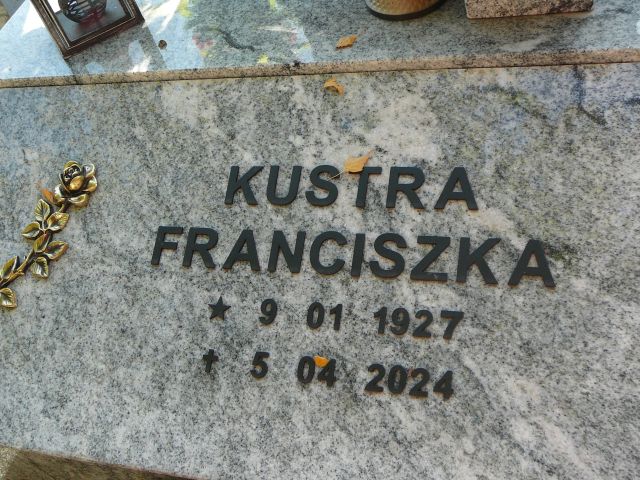 KUSTRA
FRANCISZKA
★ 9 01 1927
✝ 5 04 2024